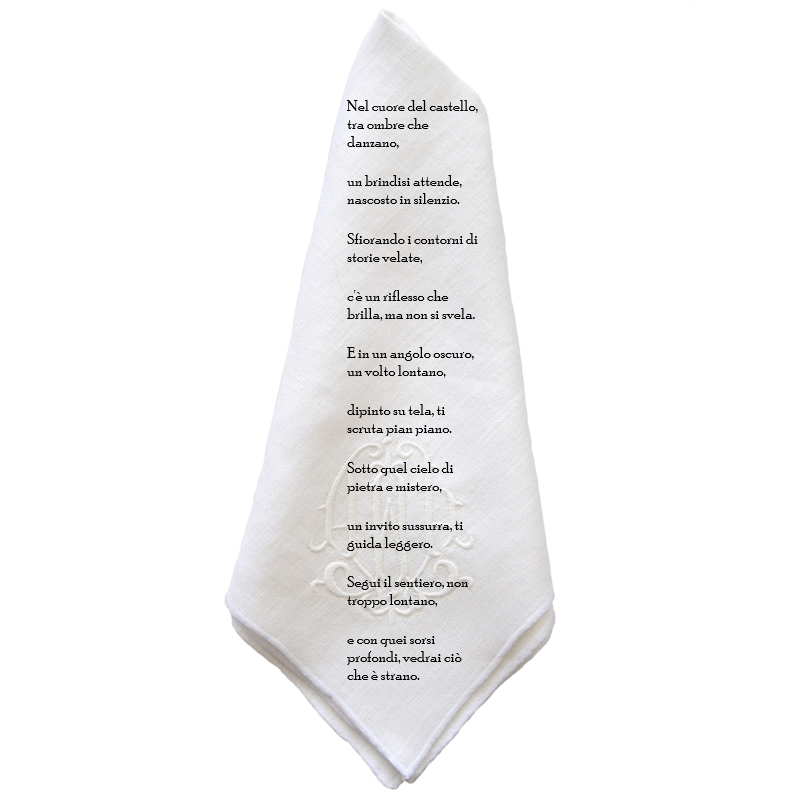 Nel cuore del castello,
tra ombre che
danzano,
un brindisi attende,
nascosto in silenzio.
Sfiorando i contorni di
storie velate,
c'è un riflesso che
brilla, ma non si svela.
E in un angolo oscuro,
un volto lontano,
dipinto su tela, ti
scruta pian piano.
Sotto quel cielo di
pietra e mistero,
un invito sussurra, ti
guida leggero.
Segui il sentiero, non
troppo lontano,
e con quei sorsi
profondi, vedrai ciò
che è strano.